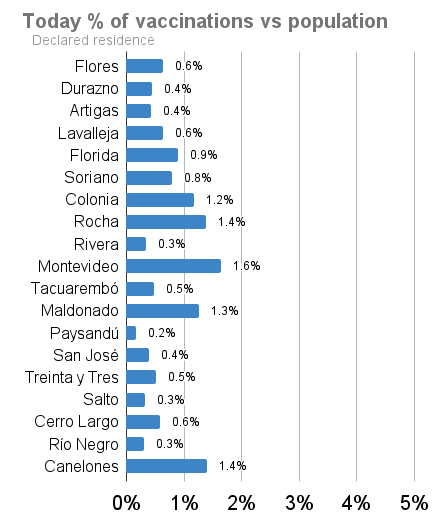 Today % of vaccinations vs population
Declared residence
Flores 0.6%
Durazno 0.4%
Artigas 0.4%
Lavalleja 0.6%
Florida 0.9%
Soriano 0.8%
Colonia 1.2%
Rocha 1.4%
Rivera 0.3%
Montevideo 1.6%
Tacuarembó 0.5%
Maldonado 1.3%
Paysandú 0.2%
San José 0.4%
Treinta y Tres 0.5%
Salto 0.3%
Cerro Largo 0.6%
Río Negro 0.3%
Canelones 1.4%
0% 1% 2% 3% 4% 5%